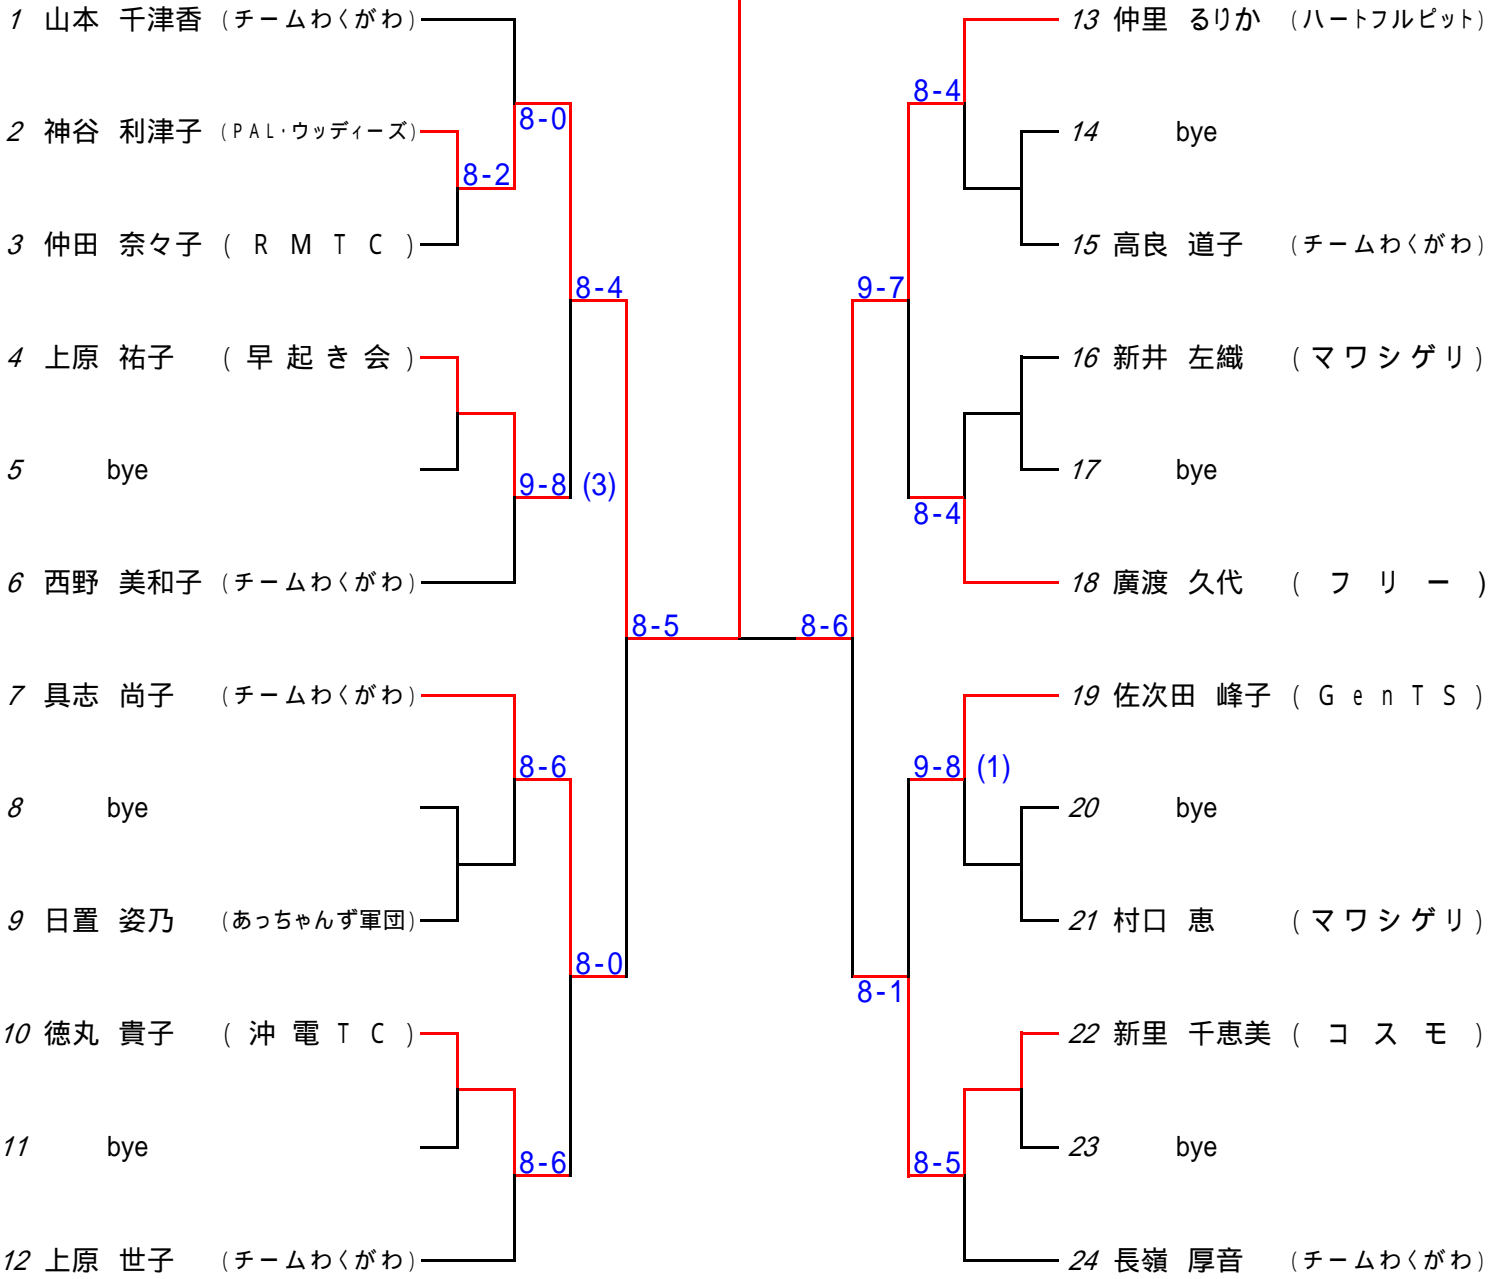 1 山本 千津香 (チームわくがわ)
8-0
2 神谷 利津子 (PAL・ウッディーズ)
8-2
3 仲田 奈々子 (RMTC)
8-4
4 上原 祐子 (早起き会)
5 bye
9-8 (3)
6 西野 美和子 (チームわくがわ)
8-5
7 具志 尚子 (チームわくがわ)
8-6
8 bye
9 日置 姿乃 (あっちゃんず軍団)
8-0
10 徳丸 貴子 (沖電TC)
11 bye
8-6
12 上原 世子 (チームわくがわ)
13 仲里 るりか (ハートフルピット)
8-4
14 bye
15 高良 道子 (チームわくがわ)
9-7
16 新井 左織 (マワシゲリ)
17 bye
8-4
18 廣渡 久代 (フリー)
8-6
19 佐次田 峰子 (GenTS)
9-8 (1)
20 bye
21 村口 恵 (マワシゲリ)
8-1
22 新里 千恵美 (コスモ)
23 bye
8-5
24 長嶺 厚音 (チームわくがわ)